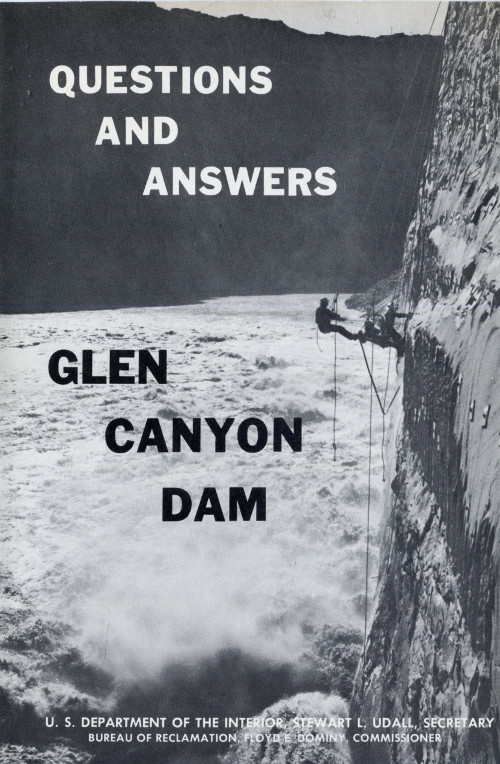 QUESTIONS
AND
ANSWERS
GLEN
CANYON
DAM
U. S. DEPARTMENT OF THE INTERIOR, STEWART L. UDALL, SECRETARY
BUREAU OF RECLAMATION, FLOYD E. DOMINY, COMMISSIONER